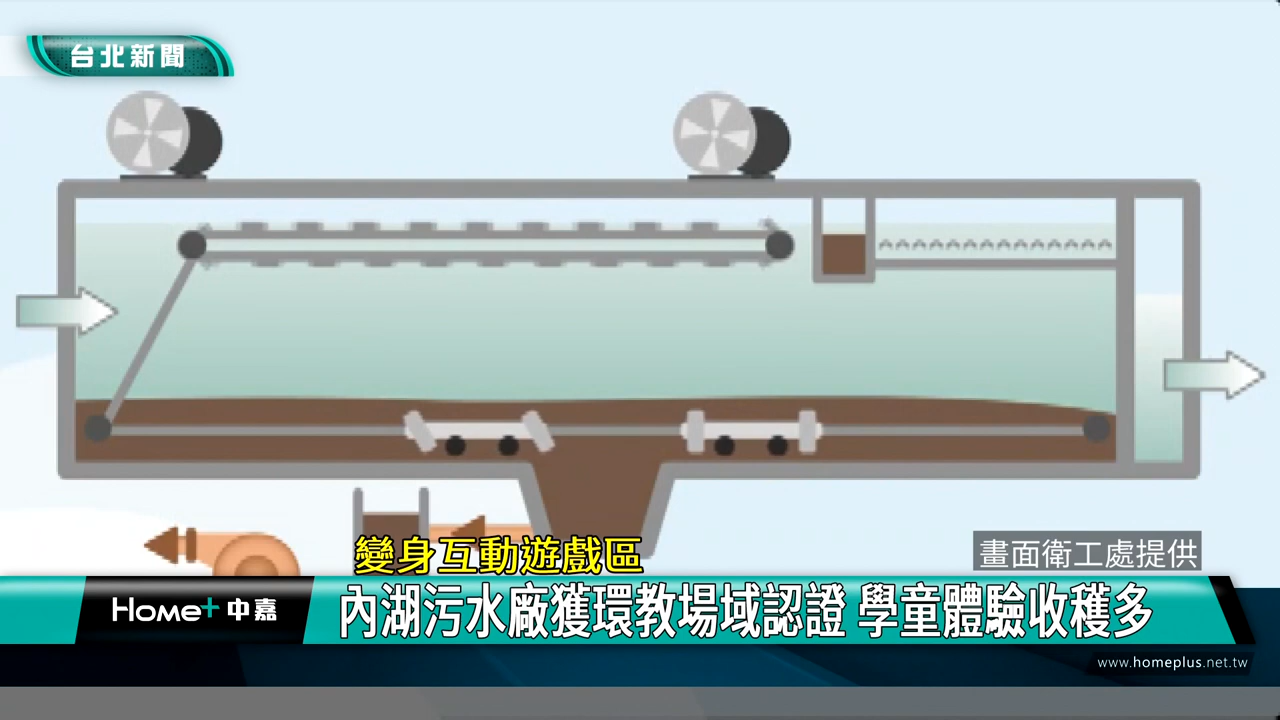 台北新聞
變身互動遊戲區
畫面衛工處提供
Home+中嘉
內湖污水廠獲環教場域認證 學童體驗收穫多
www.homeplus.net.tw